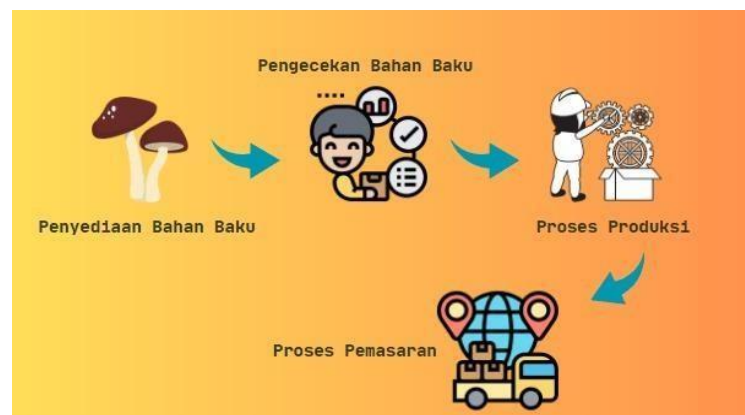 Pengecekan Bahan Baku
Penyediaan Bahan Baku
Proses Produksi
Proses Pemasaran